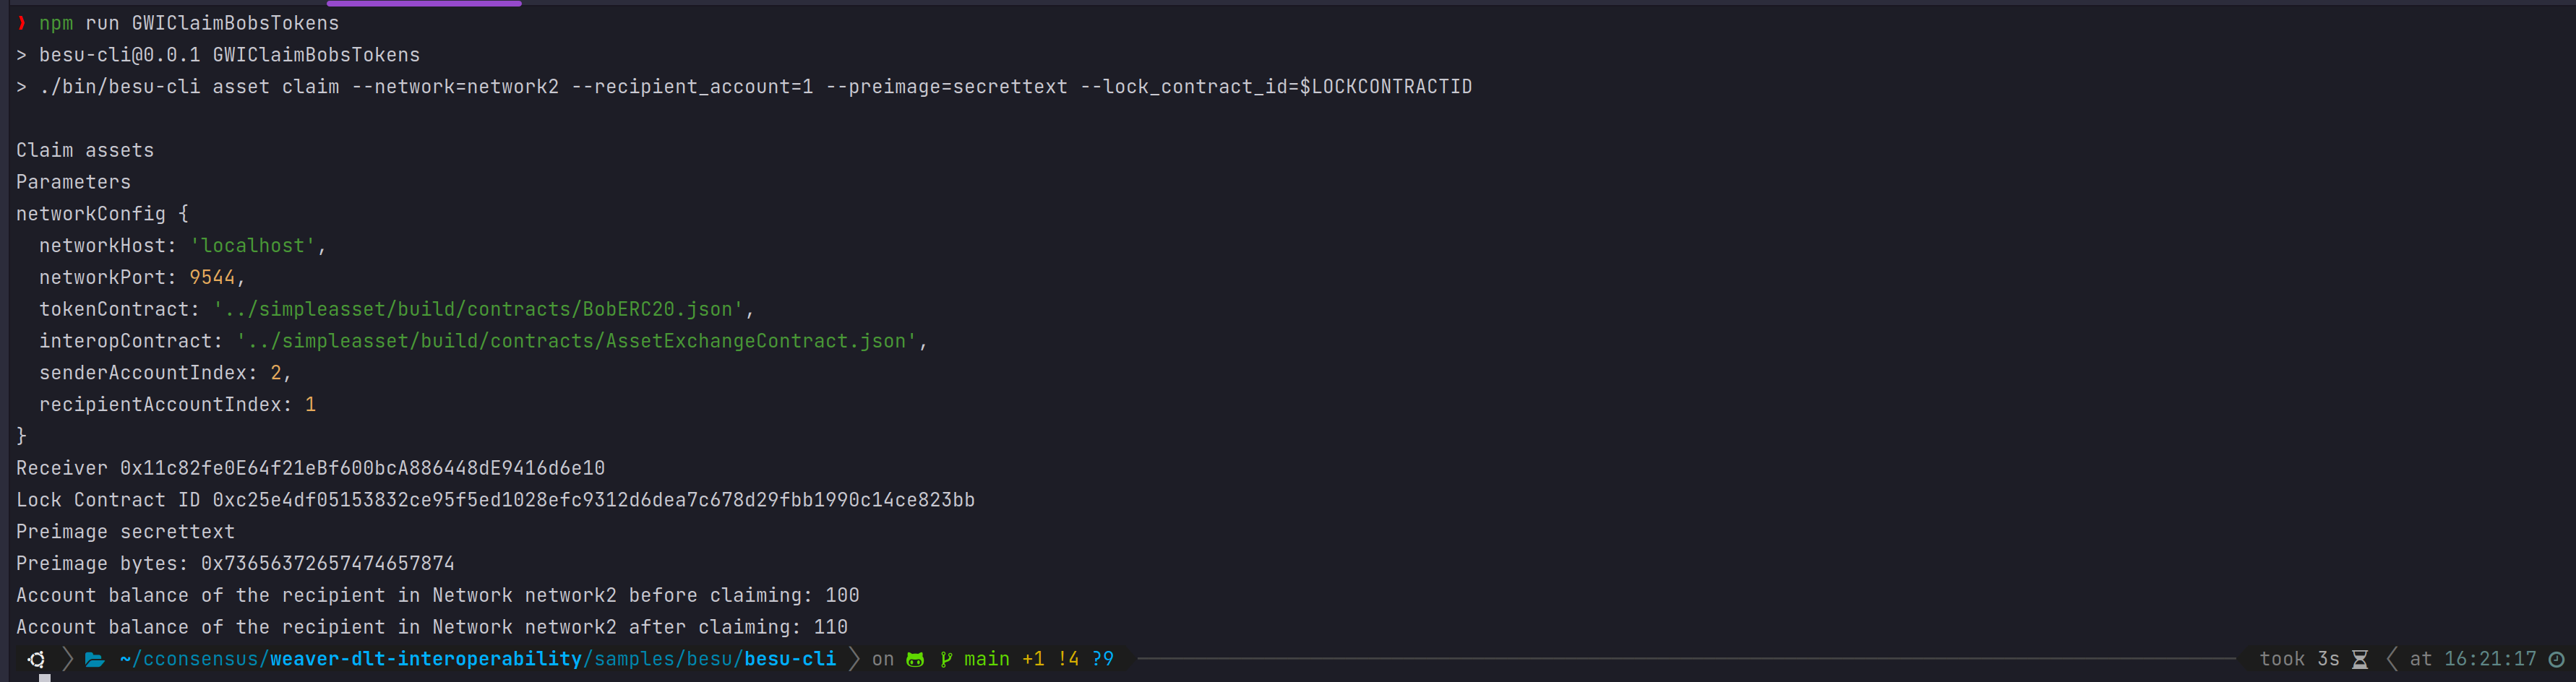 ❯ npm run GWIClaimBobsTokens
> besu-cli@0.0.1 GWIClaimBobsTokens
> ./bin/besu-cli asset claim --network=network2 --recipient_account=1 --preimage=secrettext --lock_contract_id=$LOCKCONTRACTID
Claim assets
Parameters
networkConfig {
  networkHost: 'localhost',
  networkPort: 9544,
  tokenContract: '../simpleasset/build/contracts/BobERC20.json',
  interopContract: '../simpleasset/build/contracts/AssetExchangeContract.json',
  senderAccountIndex: 2,
  recipientAccountIndex: 1
}
Receiver 0x11c82fe0E64f21eBf600bcA886448dE9416d6e10
Lock Contract ID 0xc25e4df05153832ce95f5ed1028efc9312d6dea7c678d29fbb1990c14ce823bb
Preimage secrettext
Preimage bytes: 0x73656372657474657874
Account balance of the recipient in Network network2 before claiming: 100
Account balance of the recipient in Network network2 after claiming: 110
~/cconsensus/weaver-dlt-interoperability/samples/besu/besu-cli on main +1 !4 ?9 took 3s at 16:21:17